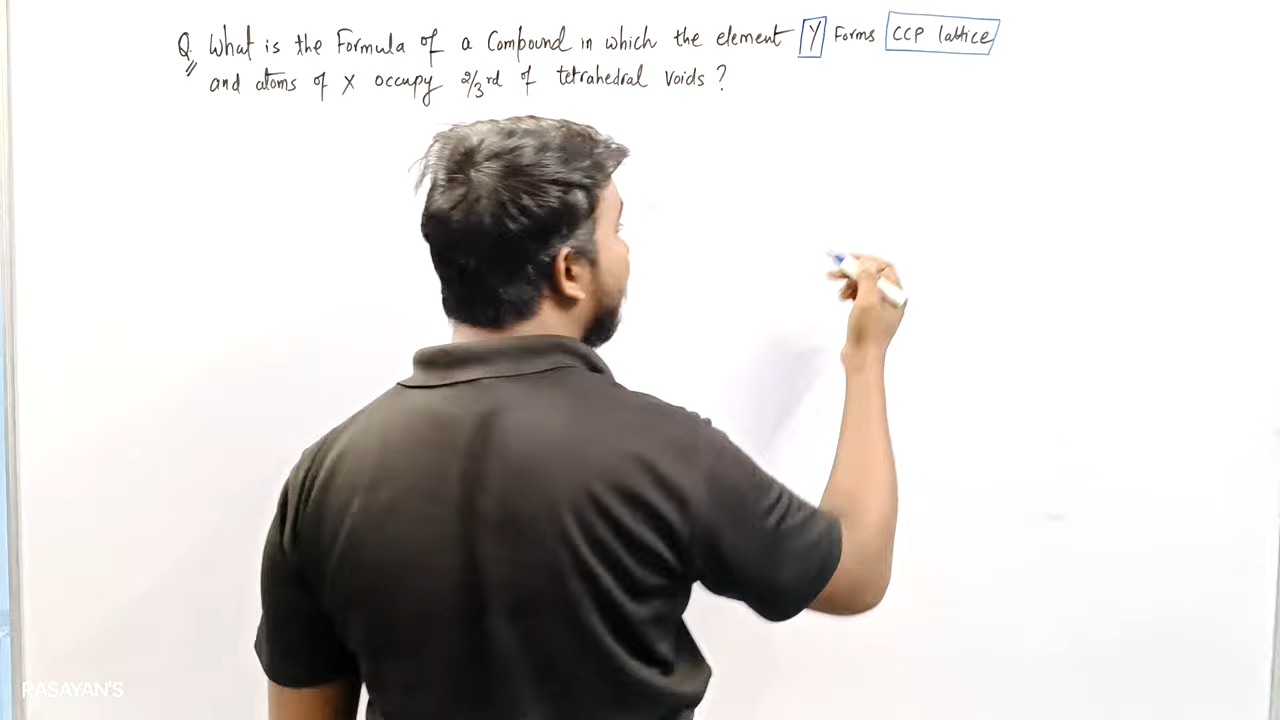 Q. What is the Formula of a Compound in which the element Y Forms CCP lattice
and atoms of X occupy 2/3rd of tetrahedral voids ?
RASAYAN'S